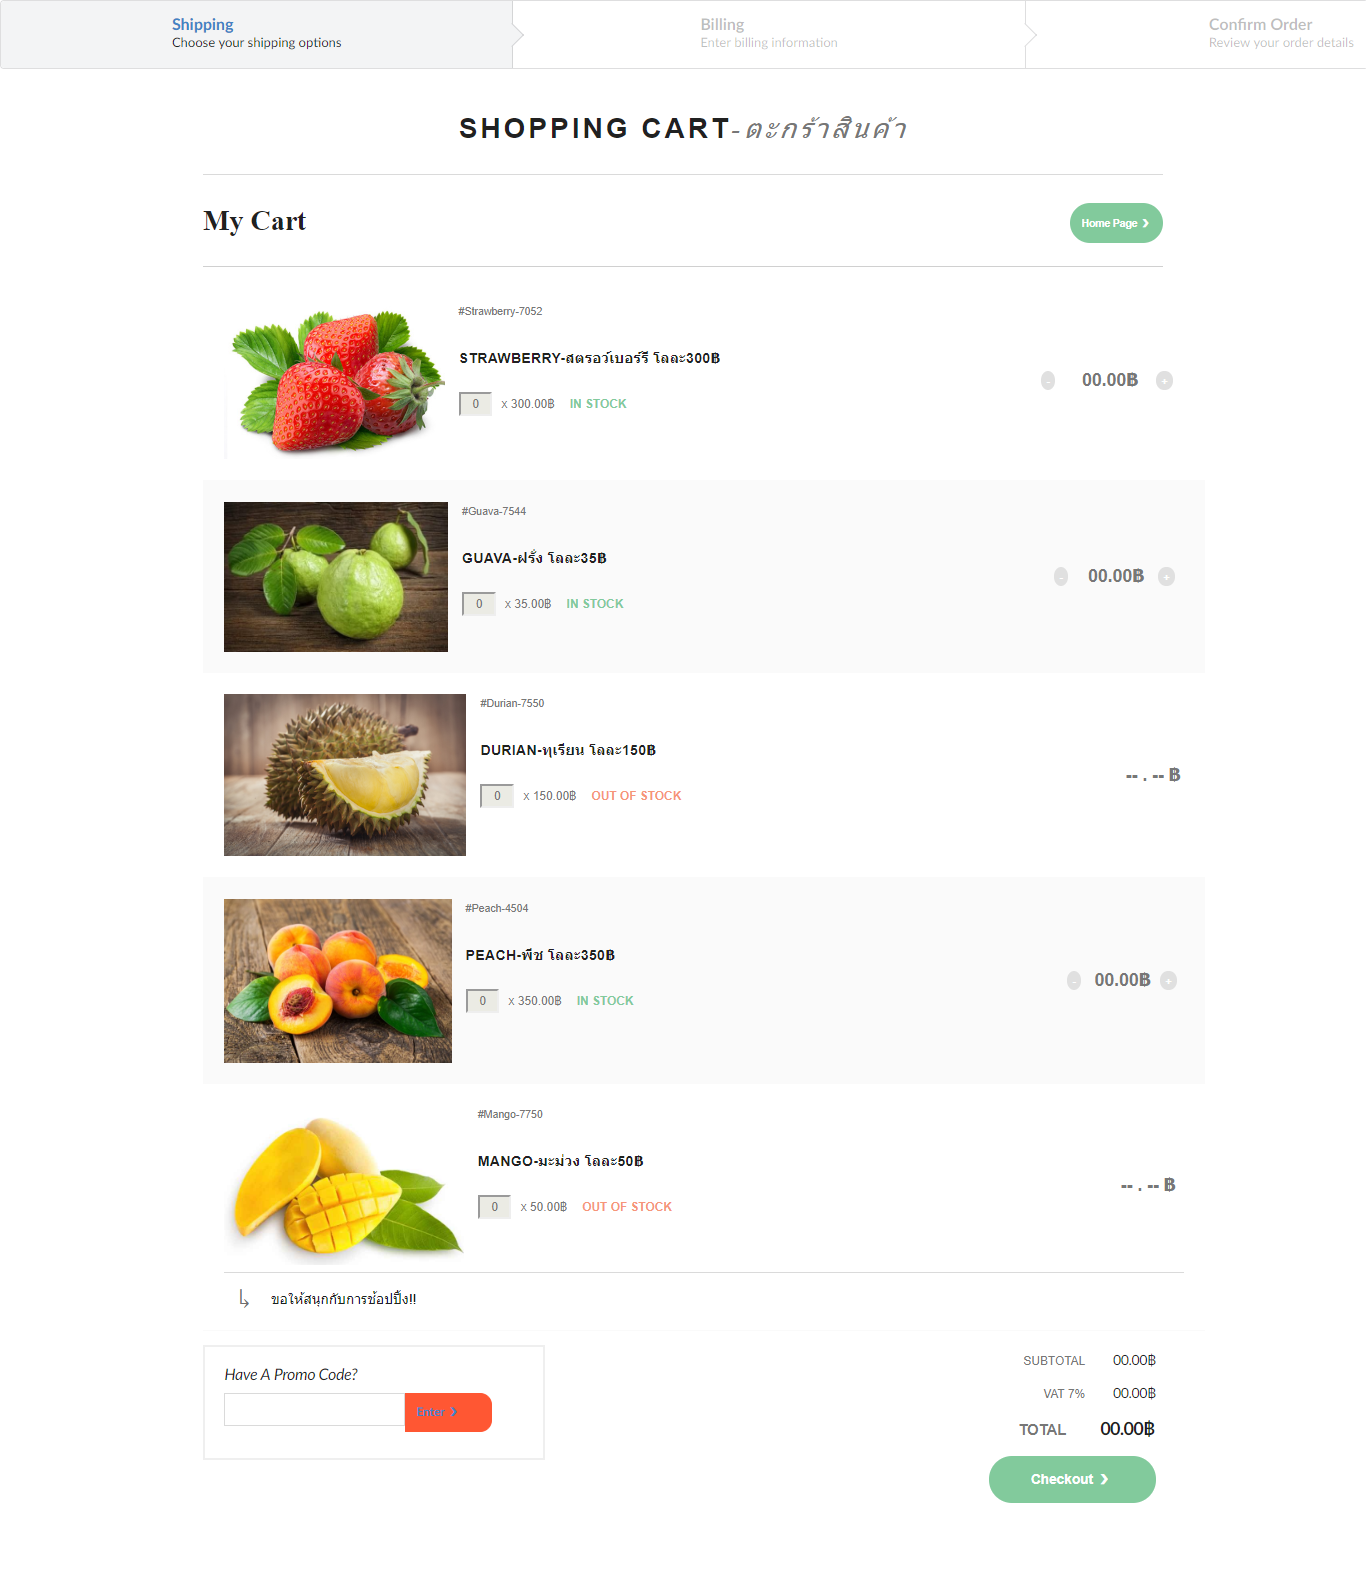 Shipping
Choose your shipping options
Billing
Enter billing information
Confirm Order
Review your order details
SHOPPING CART-ตะกร้าสินค้า
My Cart
Home Page ❯
#Strawberry-7052
STRAWBERRY-สตรอว์เบอร์รี โลละ300฿
0 x 300.00฿ IN STOCK
- 00.00฿ +
#Guava-7544
GUAVA-ฝรั่ง โลละ35฿
0 x 35.00฿ IN STOCK
- 00.00฿ +
#Durian-7550
DURIAN-ทุเรียน โลละ150฿
0 x 150.00฿ OUT OF STOCK
-- . -- ฿
#Peach-4504
PEACH-พีช โลละ350฿
0 x 350.00฿ IN STOCK
- 00.00฿ +
#Mango-7750
MANGO-มะม่วง โลละ50฿
0 x 50.00฿ OUT OF STOCK
-- . -- ฿
ขอให้สนุกกับการช้อปปิ้ง!!
Have A Promo Code?
Enter ❯
SUBTOTAL 00.00฿
VAT 7% 00.00฿
TOTAL 00.00฿
Checkout ❯